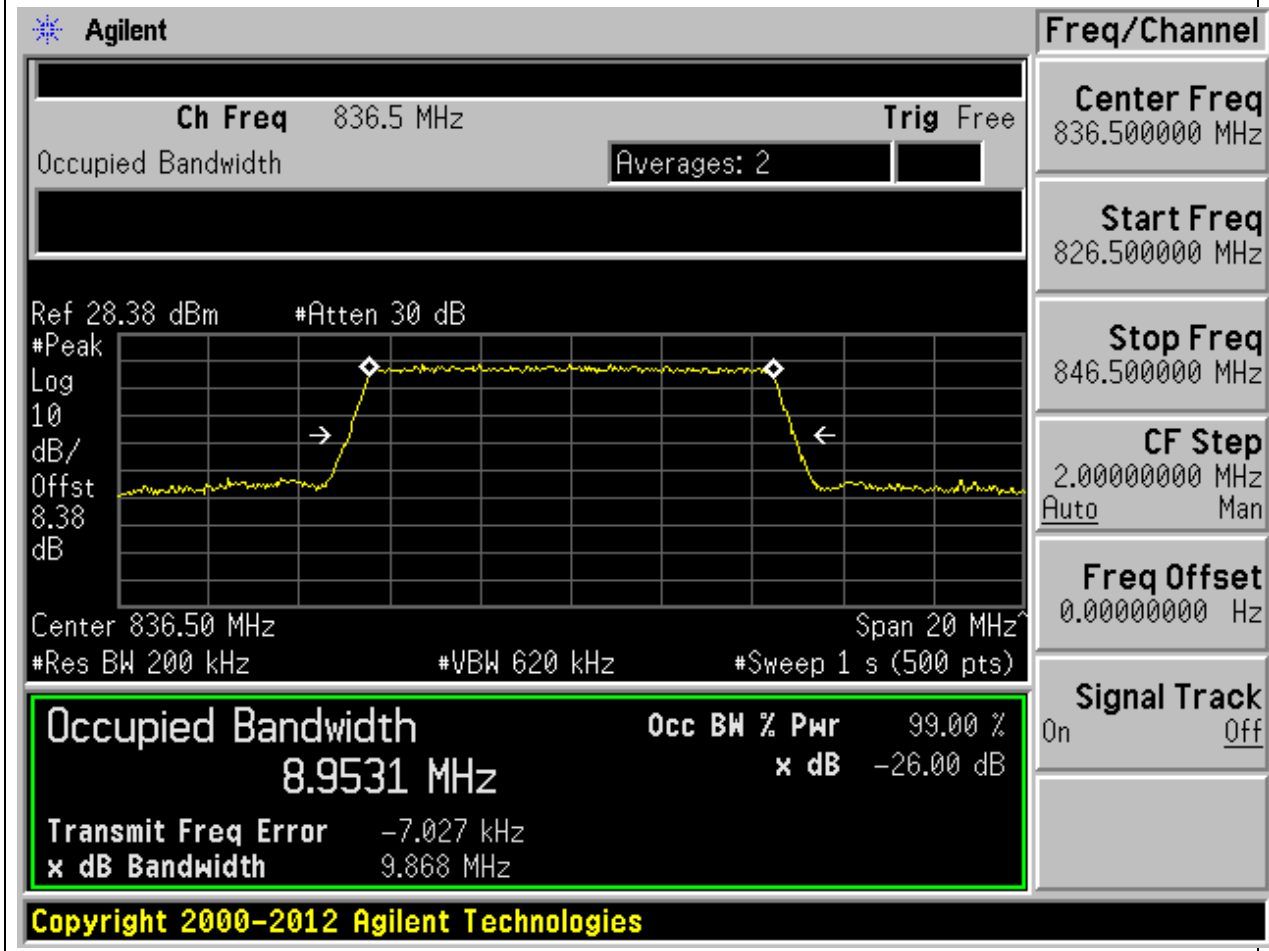 Agilent
Freq/Channel
Ch Freq 836.5 MHz Trig Free
Occupied Bandwidth Averages: 2
Ref 28.38 dBm #Atten 30 dB
#Peak
Log
10
dB/
Offst
8.38
dB
Center 836.50 MHz Span 20 MHz^
#Res BW 200 kHz #VBW 620 kHz #Sweep 1 s (500 pts)
Occupied Bandwidth Occ BW % Pwr 99.00 %
8.9531 MHz x dB -26.00 dB
Transmit Freq Error -7.027 kHz
x dB Bandwidth 9.868 MHz
Center Freq
836.500000 MHz
Start Freq
826.500000 MHz
Stop Freq
846.500000 MHz
CF Step
2.00000000 MHz
Auto Man
Freq Offset
0.00000000 Hz
Signal Track
On Off
Copyright 2000-2012 Agilent Technologies